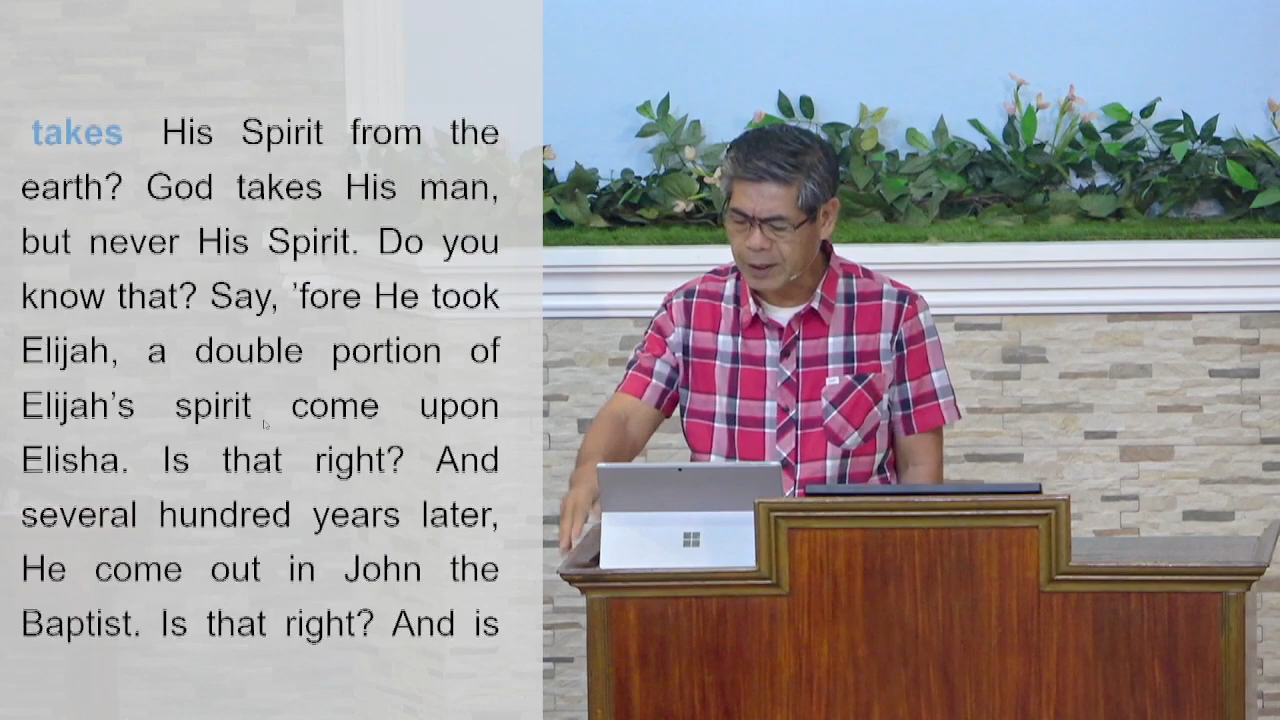 takes His Spirit from the
earth? God takes His man,
but never His Spirit. Do you
know that? Say, ’fore He took
Elijah, a double portion of
Elijah’s spirit come upon
Elisha. Is that right? And
several hundred years later,
He come out in John the
Baptist. Is that right? And is